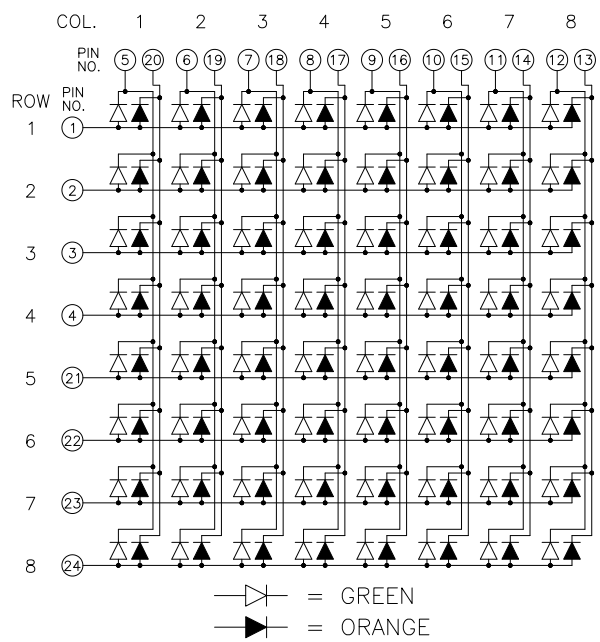 COL. 1 2 3 4 5 6 7 8
PIN NO. 5 20 6 19 7 18 8 17 9 16 10 15 11 14 12 13
ROW PIN NO.
1 1
2 2
3 3
4 4
5 21
6 22
7 23
8 24
= GREEN
= ORANGE